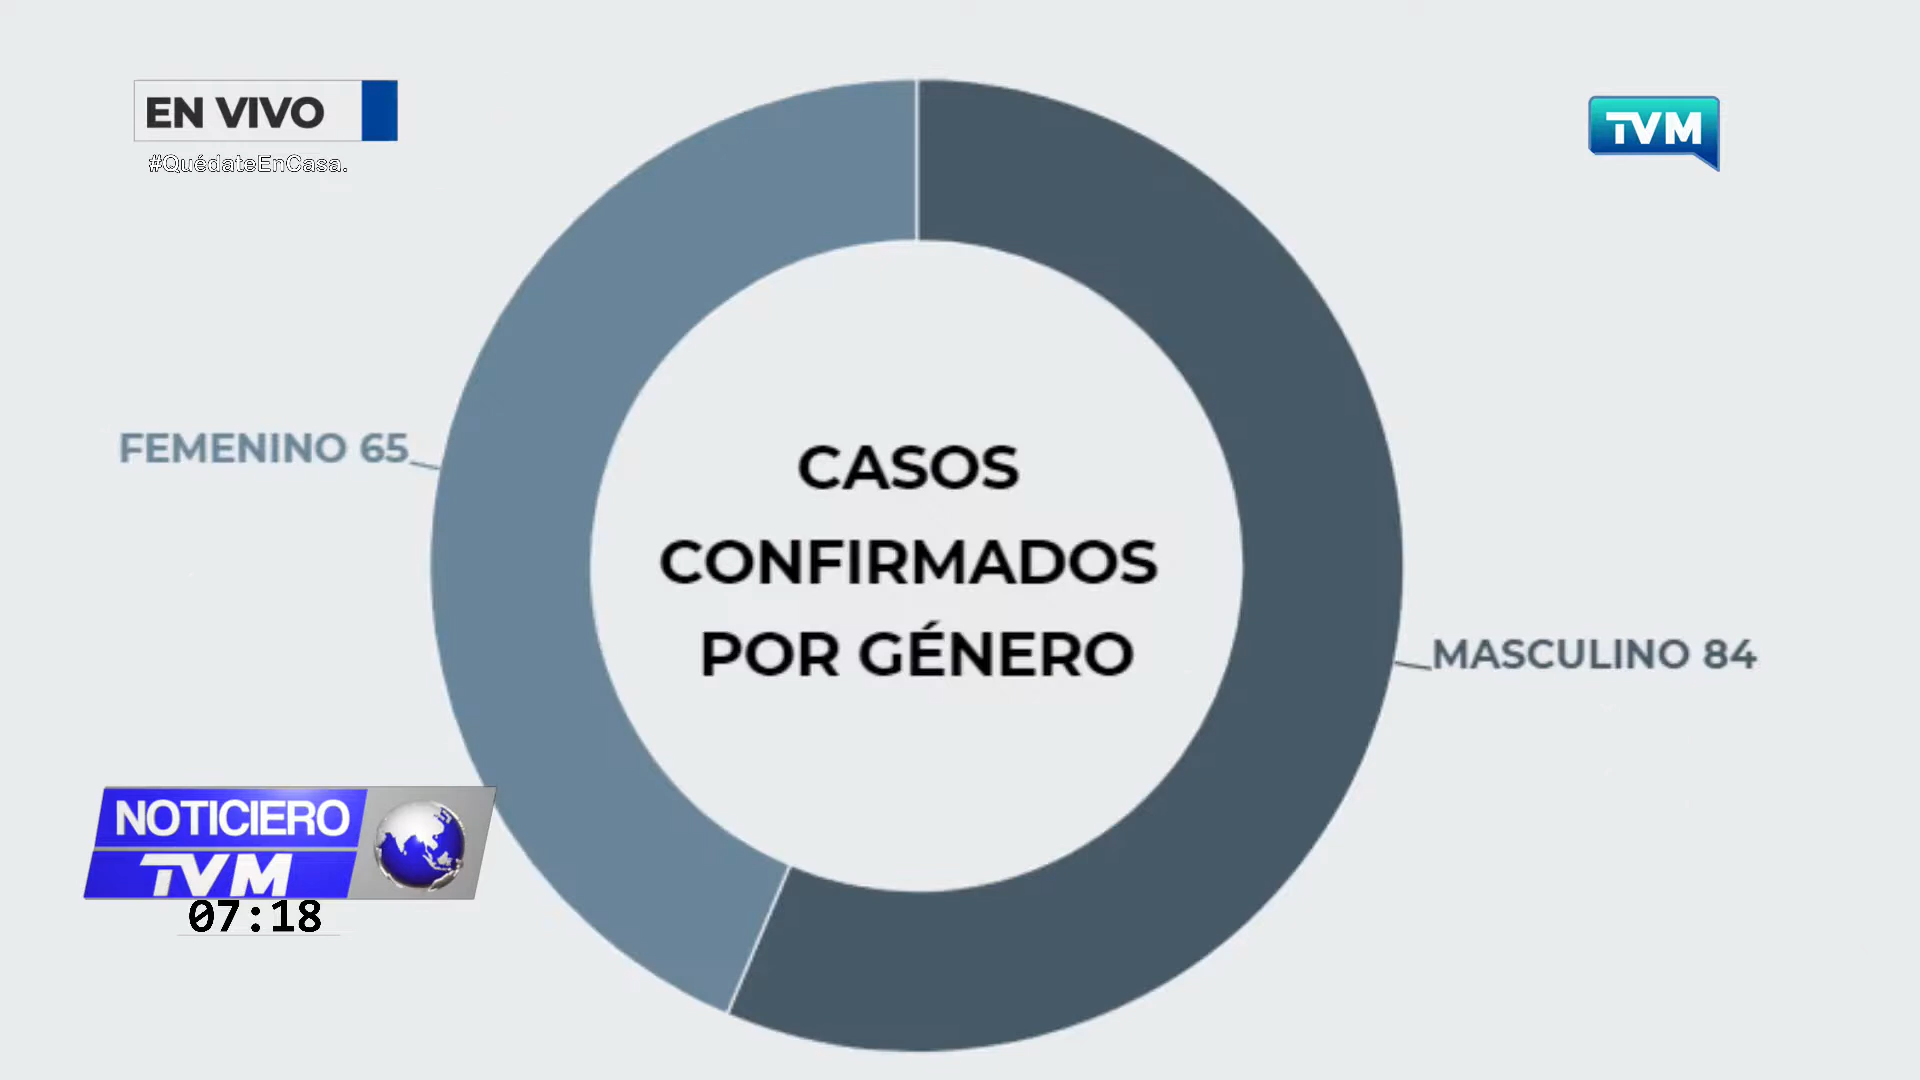 EN VIVO
#QuédateEnCasa.
TVM
FEMENINO 65
CASOS
CONFIRMADOS
POR GÉNERO
MASCULINO 84
NOTICIERO
TVM
07:18